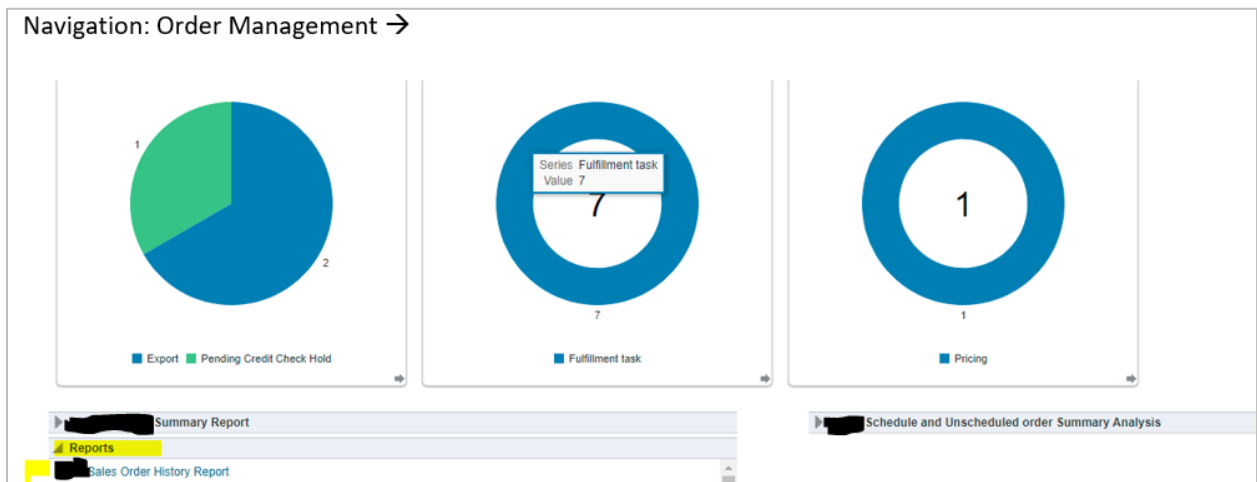 Navigation: Order Management →
1
2
Export Pending Credit Check Hold
Series Fulfillment task
Value 7
7
7
Fulfillment task
1
1
Pricing
Summary Report
Schedule and Unscheduled order Summary Analysis
Reports
Sales Order History Report